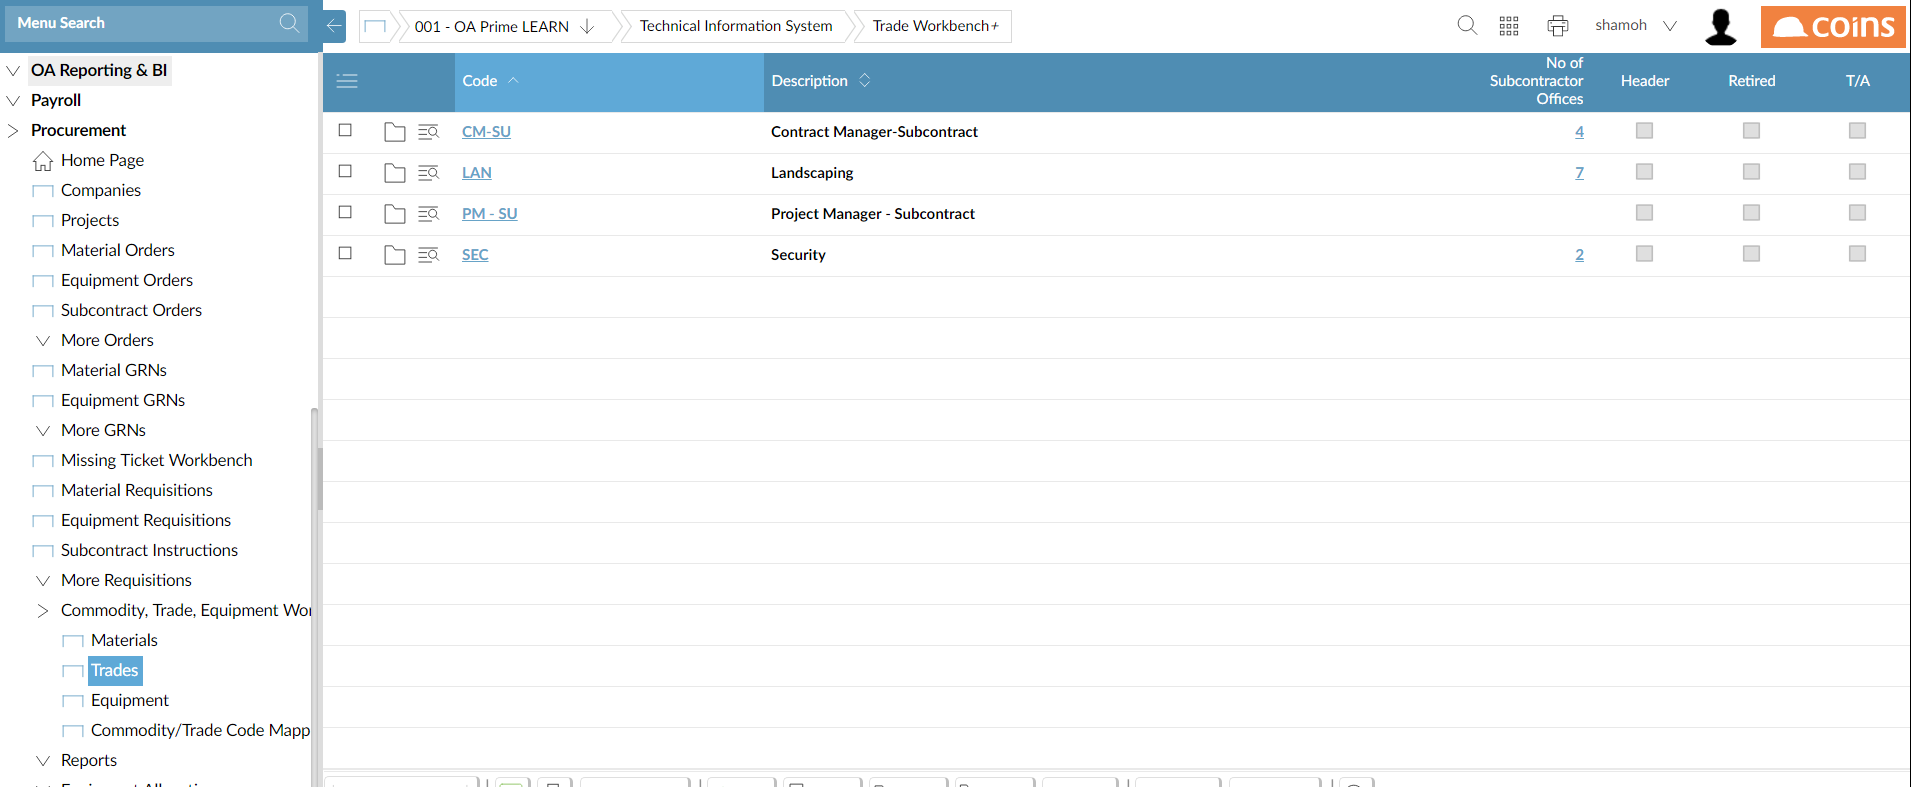 Menu Search
001 - OA Prime LEARN
Technical Information System
Trade Workbench+
shamoh
coins
OA Reporting & BI
Payroll
Procurement
Home Page
Companies
Projects
Material Orders
Equipment Orders
Subcontract Orders
More Orders
Material GRNs
Equipment GRNs
More GRNs
Missing Ticket Workbench
Material Requisitions
Equipment Requisitions
Subcontract Instructions
More Requisitions
Commodity, Trade, Equipment Wor
Materials
Trades
Equipment
Commodity/Trade Code Mapp
Reports
Code
Description
No of
Subcontractor
Offices
Header
Retired
T/A
CM-SU Contract Manager-Subcontract 4
LAN Landscaping 7
PM - SU Project Manager - Subcontract
SEC Security 2